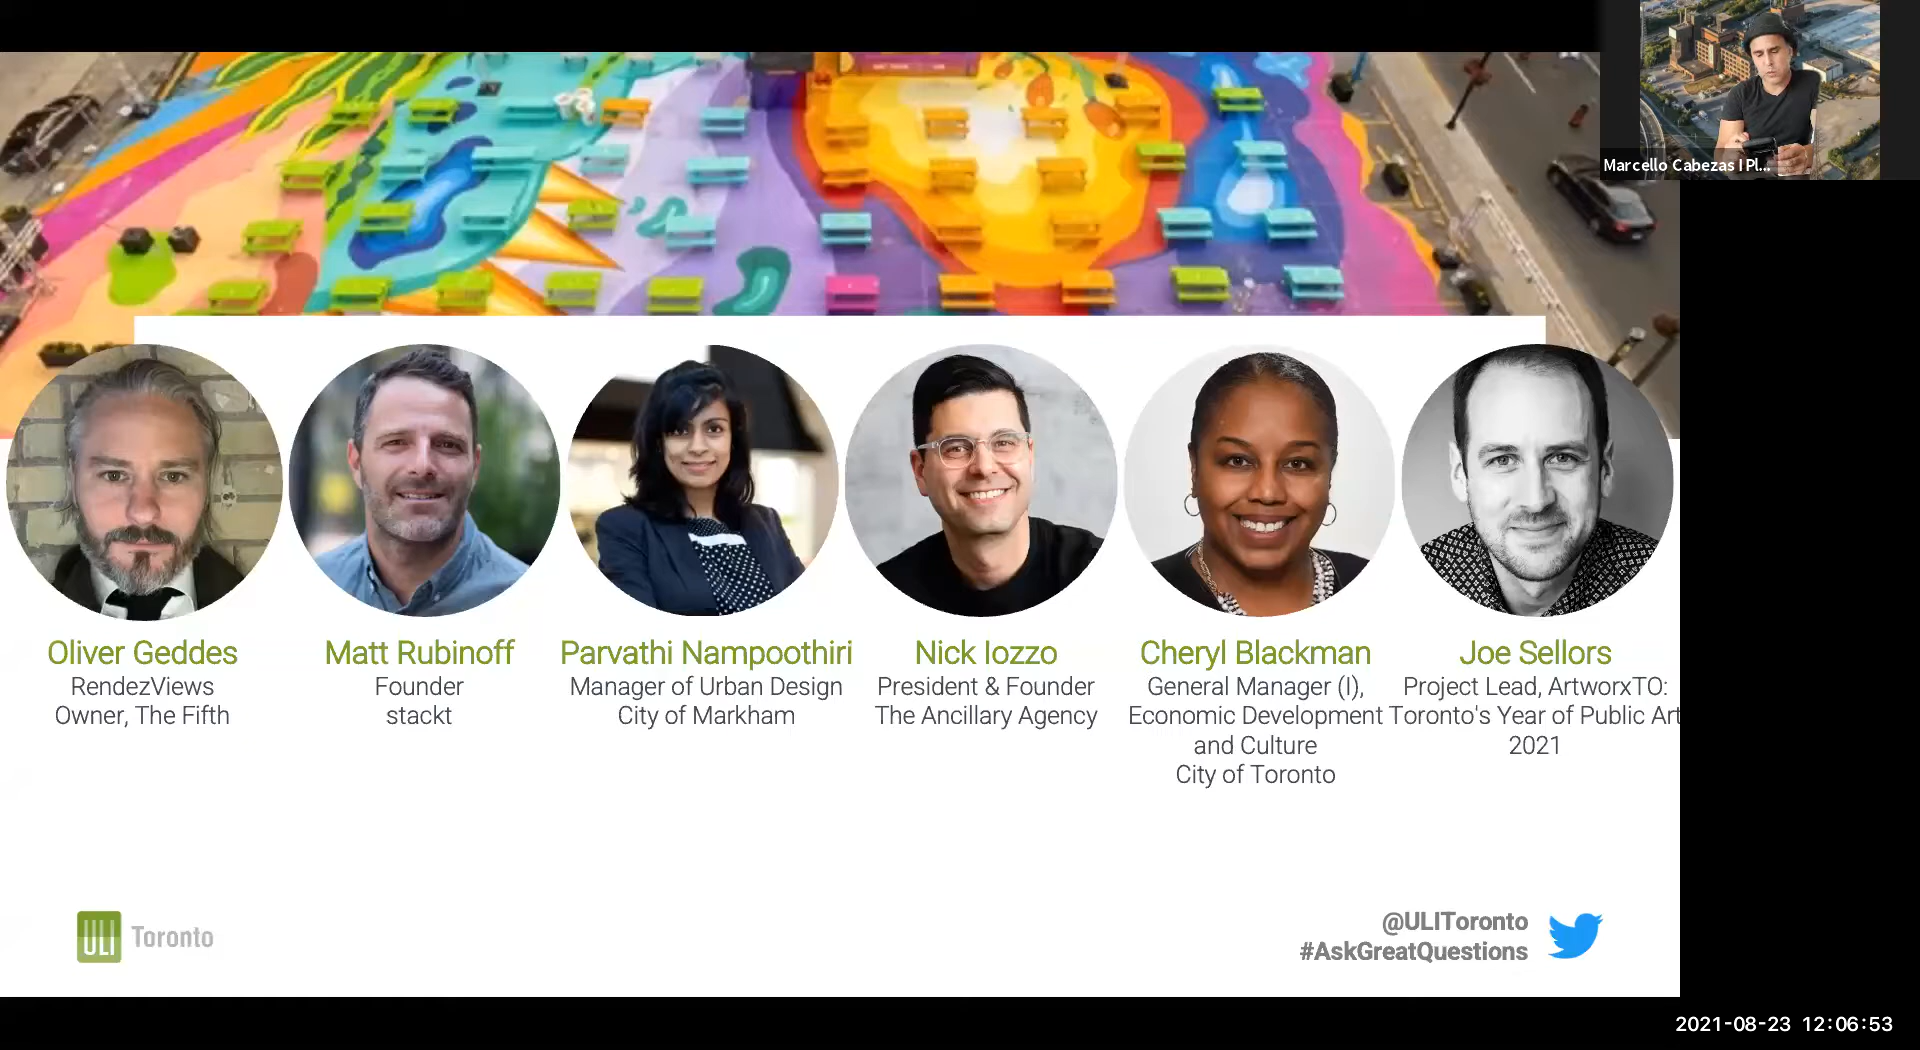 Marcello Cabezas I Pl...
Oliver Geddes
RendezViews
Owner, The Fifth
Matt Rubinoff
Founder
stackt
Parvathi Nampoothiri
Manager of Urban Design
City of Markham
Nick Iozzo
President & Founder
The Ancillary Agency
Cheryl Blackman
General Manager (I),
Economic Development
and Culture
City of Toronto
Joe Sellors
Project Lead, ArtworxTO:
Toronto's Year of Public Art
2021
ULI Toronto
@ULIToronto
#AskGreatQuestions
2021-08-23 12:06:53